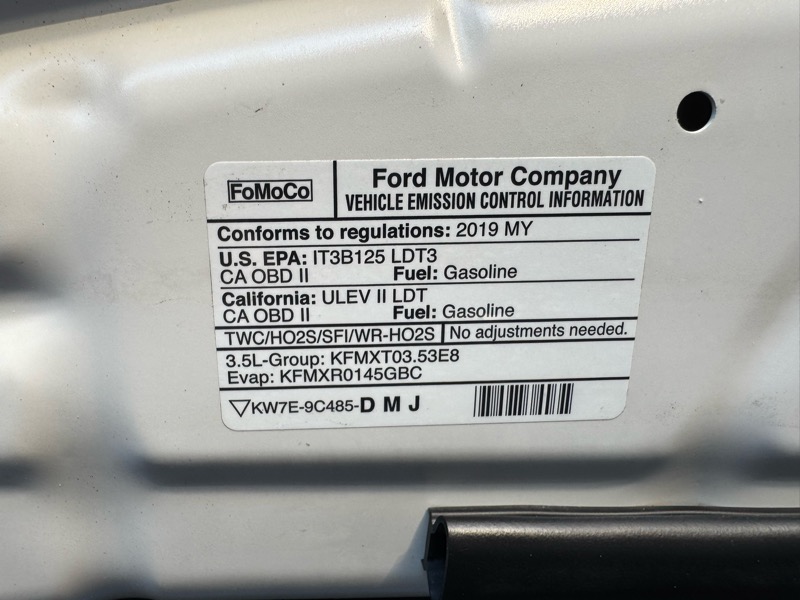 FoMoCo
Ford Motor Company
VEHICLE EMISSION CONTROL INFORMATION
Conforms to regulations: 2019 MY
U.S. EPA: IT3B125 LDT3
CA OBD II Fuel: Gasoline
California: ULEV II LDT
CA OBD II Fuel: Gasoline
TWC/HO2S/SFI/WR-HO2S No adjustments needed.
3.5L-Group: KFMXT03.53E8
Evap: KFMXR0145GBC
KW7E-9C485-D M J